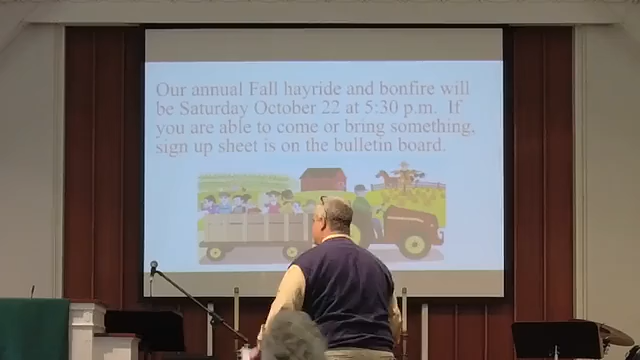 Our annual Fall hayride and bonfire will
be Saturday October 22 at 5:30 p.m. If
you are able to come or bring something,
sign up sheet is on the bulletin board.